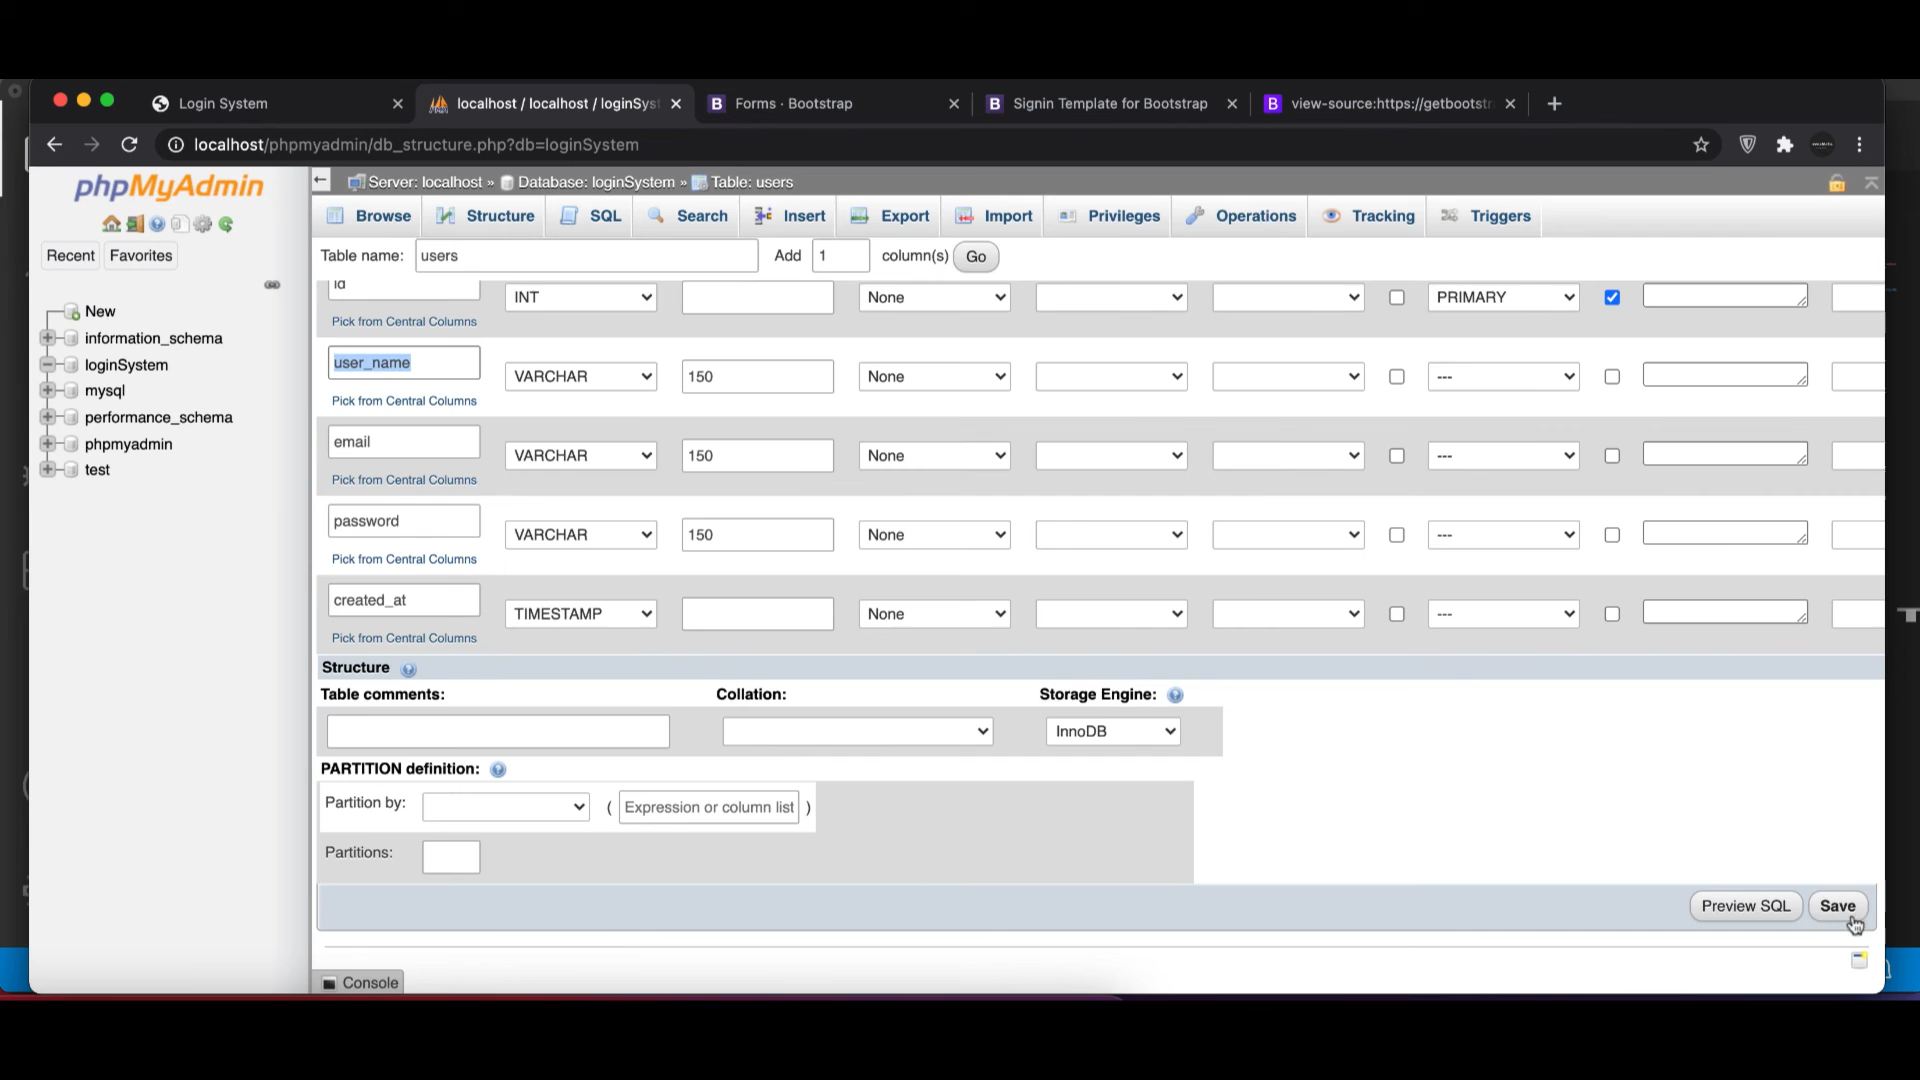 Login System
localhost / localhost / loginSyst
Forms · Bootstrap
Signin Template for Bootstrap
view-source:https://getbootstr
localhost/phpmyadmin/db_structure.php?db=loginSystem
phpMyAdmin
Recent Favorites
New
information_schema
loginSystem
mysql
performance_schema
phpmyadmin
test
Server: localhost » Database: loginSystem » Table: users
Browse Structure SQL Search Insert Export Import Privileges Operations Tracking Triggers
Table name: users Add 1 column(s) Go
id INT None PRIMARY
Pick from Central Columns
user_name VARCHAR 150 None ---
Pick from Central Columns
email VARCHAR 150 None ---
Pick from Central Columns
password VARCHAR 150 None ---
Pick from Central Columns
created_at TIMESTAMP None ---
Pick from Central Columns
Structure
Table comments: Collation: Storage Engine:
InnoDB
PARTITION definition:
Partition by: ( Expression or column list )
Partitions:
Preview SQL Save
Console